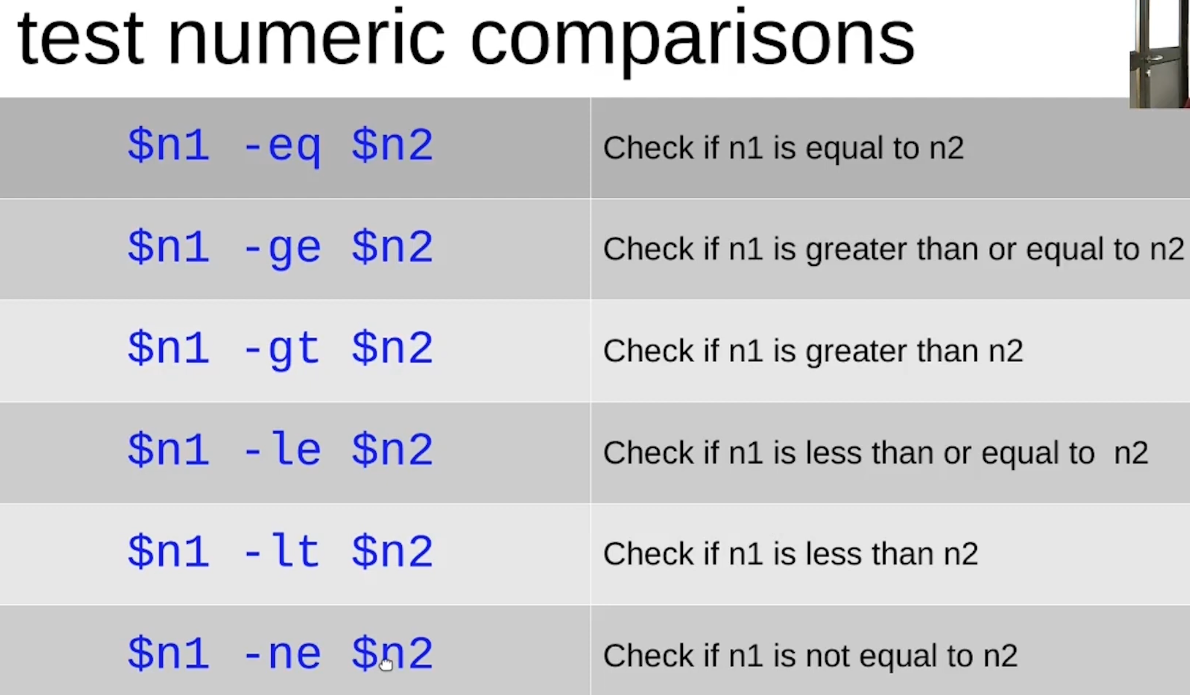 test numeric comparisons
$n1 -eq $n2 Check if n1 is equal to n2
$n1 -ge $n2 Check if n1 is greater than or equal to n2
$n1 -gt $n2 Check if n1 is greater than n2
$n1 -le $n2 Check if n1 is less than or equal to  n2
$n1 -lt $n2 Check if n1 is less than n2
$n1 -ne $n2 Check if n1 is not equal to n2